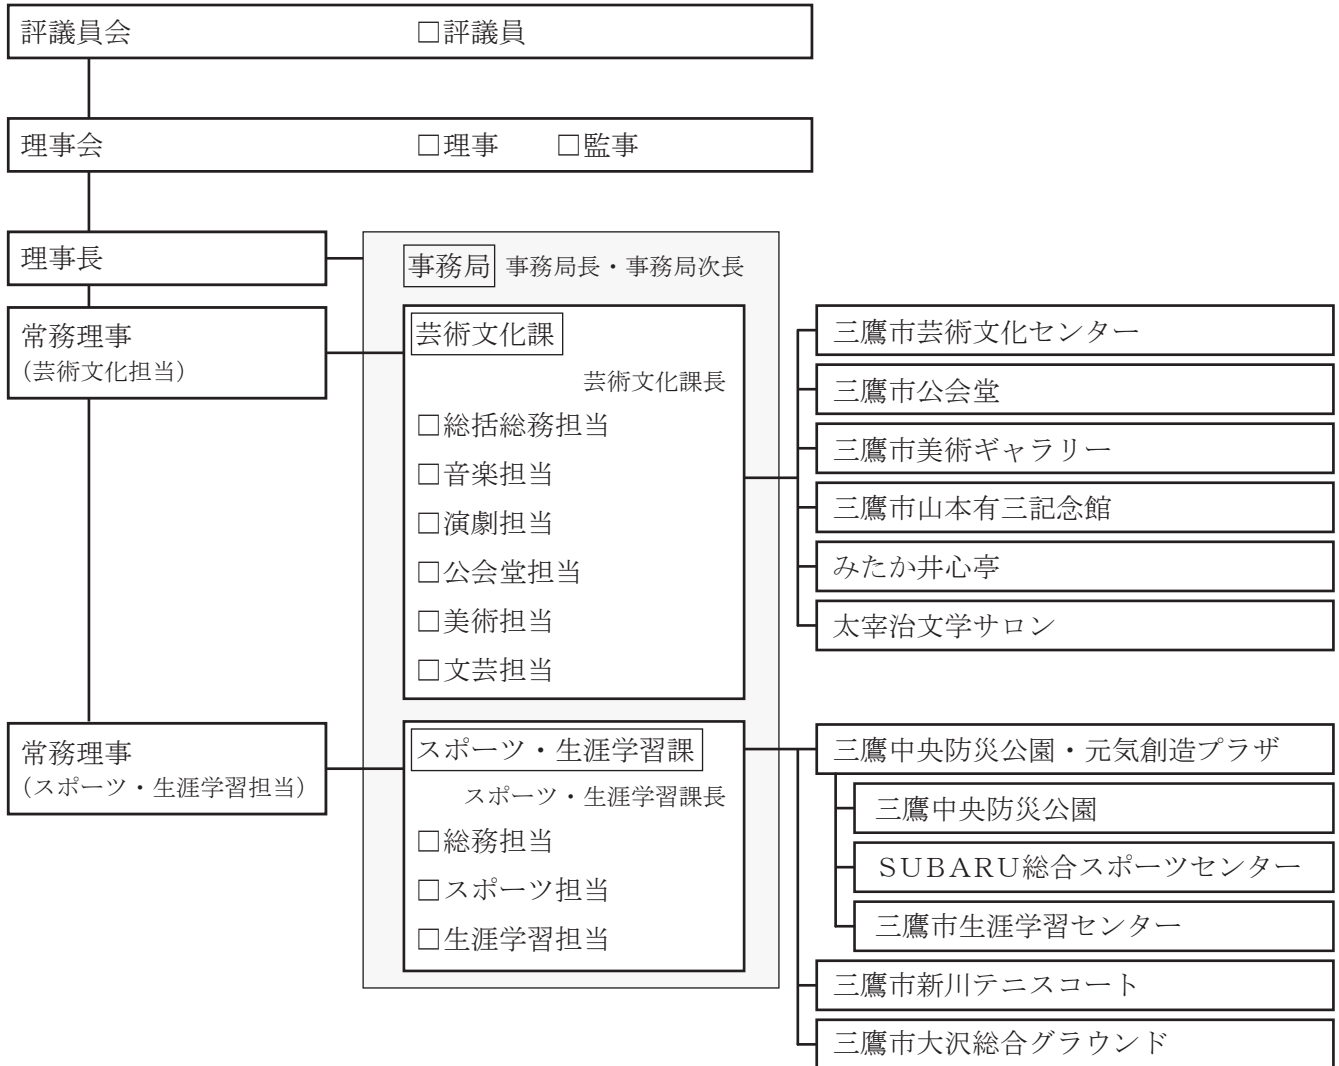 評議員会 □評議員
理事会 □理事 □監事
理事長
事務局 事務局長・事務局次長
常務理事
（芸術文化担当）
芸術文化課
芸術文化課長
□総括総務担当
□音楽担当
□演劇担当
□公会堂担当
□美術担当
□文芸担当
三鷹市芸術文化センター
三鷹市公会堂
三鷹市美術ギャラリー
三鷹市山本有三記念館
みたか井心亭
太宰治文学サロン
常務理事
（スポーツ・生涯学習担当）
スポーツ・生涯学習課
スポーツ・生涯学習課長
□総務担当
□スポーツ担当
□生涯学習担当
三鷹中央防災公園・元気創造プラザ
三鷹中央防災公園
SUBARU総合スポーツセンター
三鷹市生涯学習センター
三鷹市新川テニスコート
三鷹市大沢総合グラウンド